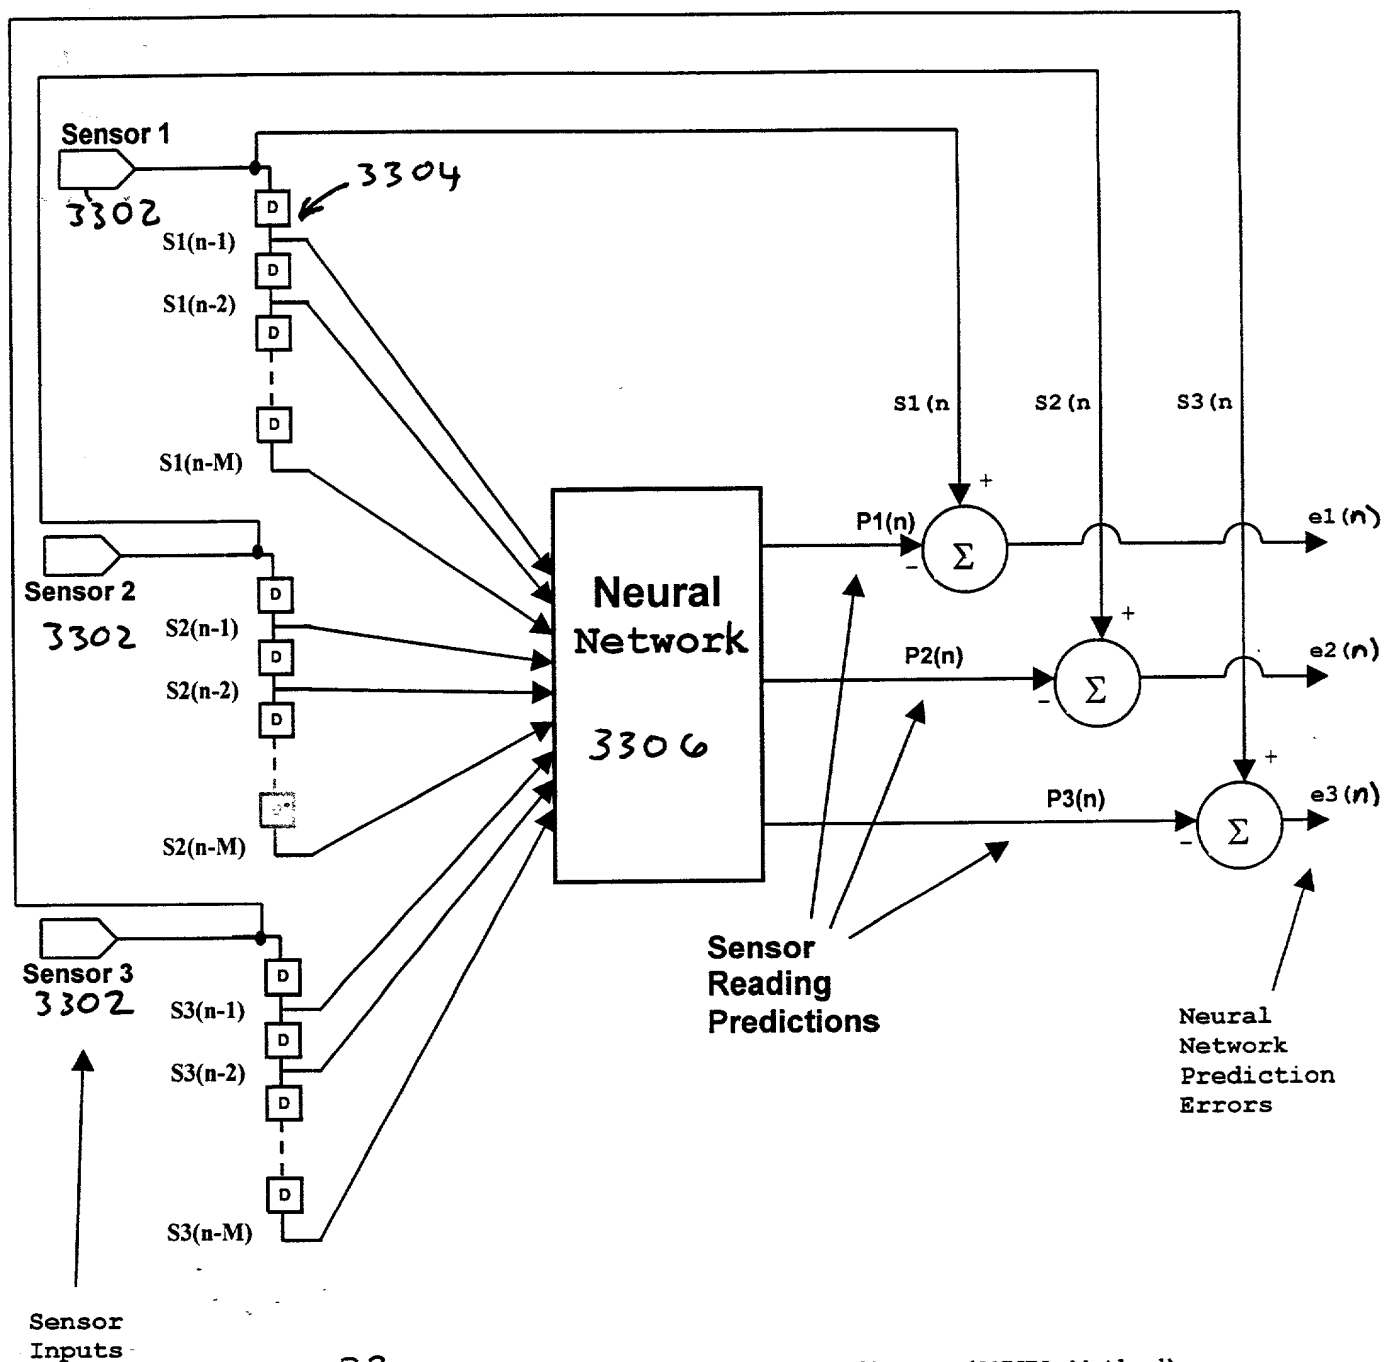 Sensor 1
3302
3304
D
S1(n-1)
D
S1(n-2)
D
D
S1(n-M)
S1(n
S2(n
S3(n
+
P1(n)
−
Σ
e1(n)
Sensor 2
3302
D
S2(n-1)
D
S2(n-2)
D
S2(n-M)
Neural
Network
3306
+
P2(n)
−
Σ
e2(n)
+
P3(n)
−
Σ
e3(n)
Sensor 3
3302
D
S3(n-1)
D
S3(n-2)
D
D
S3(n-M)
Sensor
Reading
Predictions
Neural
Network
Prediction
Errors
Sensor
Inputs